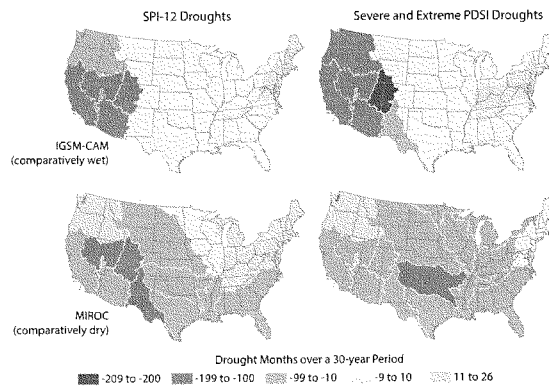 SPI-12 Droughts
Severe and Extreme PDSI Droughts
IGSM-CAM
(comparatively wet)
MIROC
(comparatively dry)
Drought Months over a 30-year Period
-209 to -200
-199 to -100
-99 to -10
-9 to 10
11 to 26